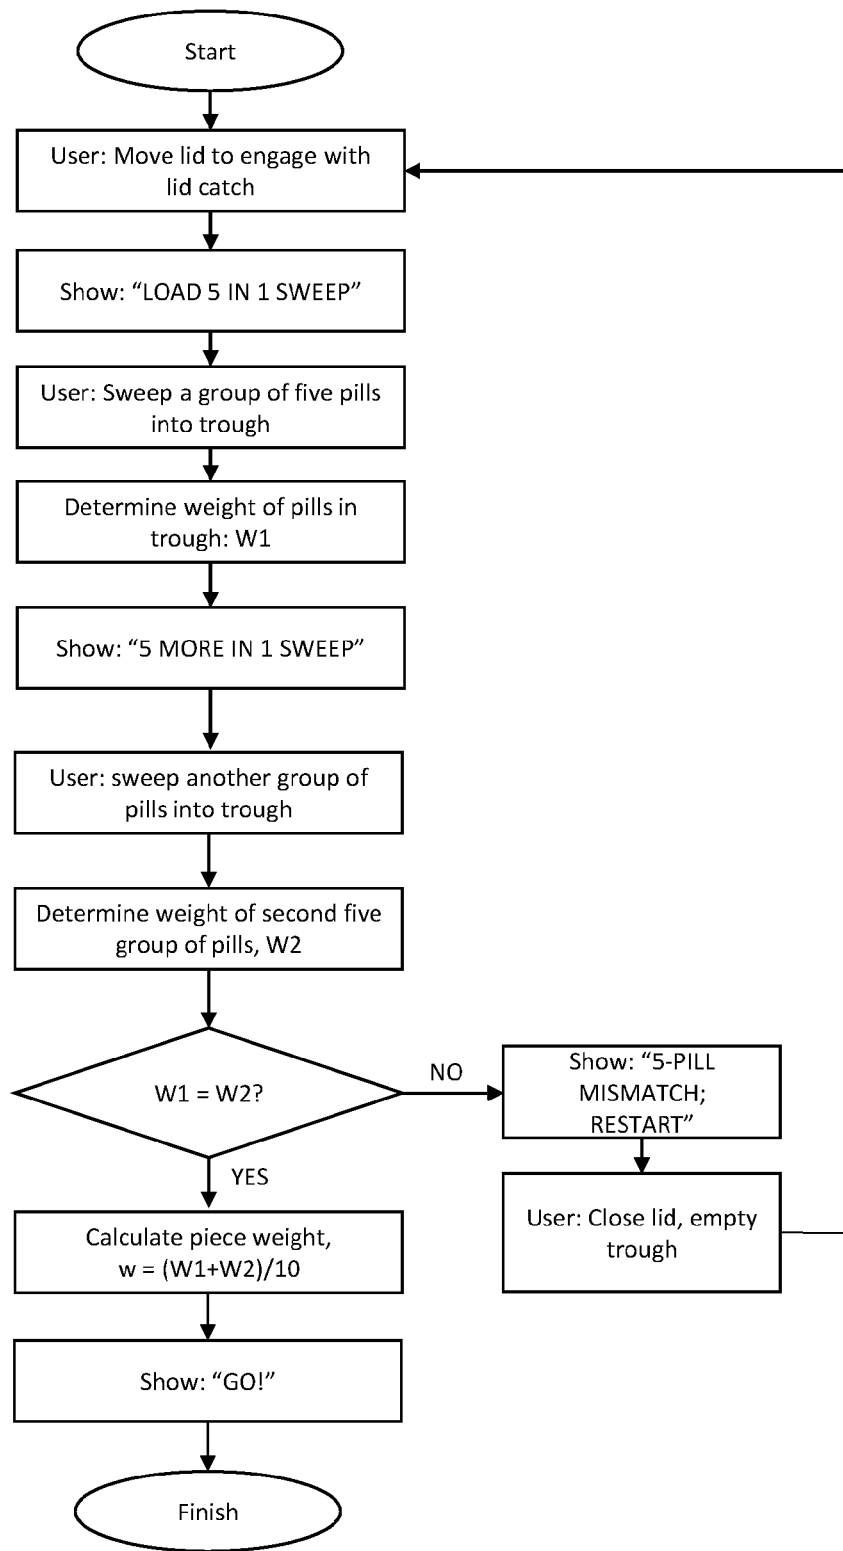 Start
User: Move lid to engage with
lid catch
Show: “LOAD 5 IN 1 SWEEP”
User: Sweep a group of five pills
into trough
Determine weight of pills in
trough: W1
Show: “5 MORE IN 1 SWEEP”
User: sweep another group of
pills into trough
Determine weight of second five
group of pills, W2
W1 = W2?
NO
Show: “5-PILL
MISMATCH;
RESTART”
User: Close lid, empty
trough
YES
Calculate piece weight,
w = (W1+W2)/10
Show: “GO!”
Finish